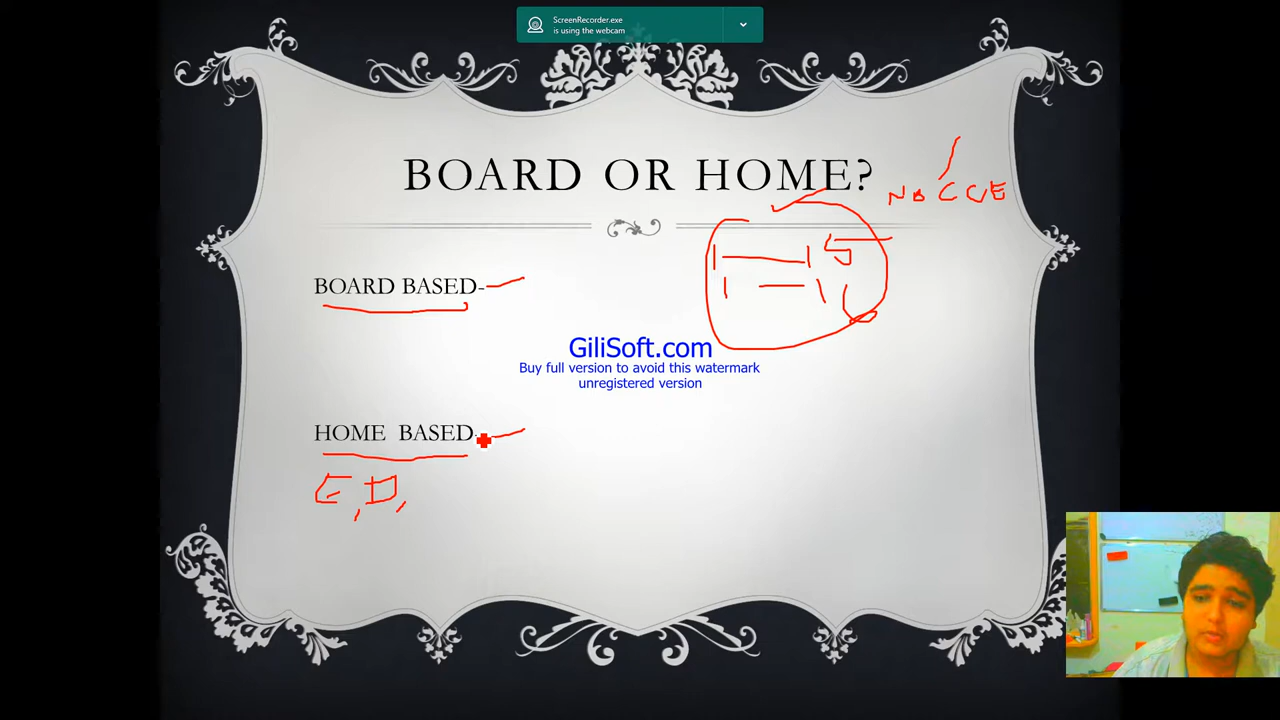 ScreenRecorder.exe
is using the webcam
BOARD OR HOME?
NO CCE
BOARD BASED-
GiliSoft.com
Buy full version to avoid this watermark
unregistered version
HOME BASED-
E, D,